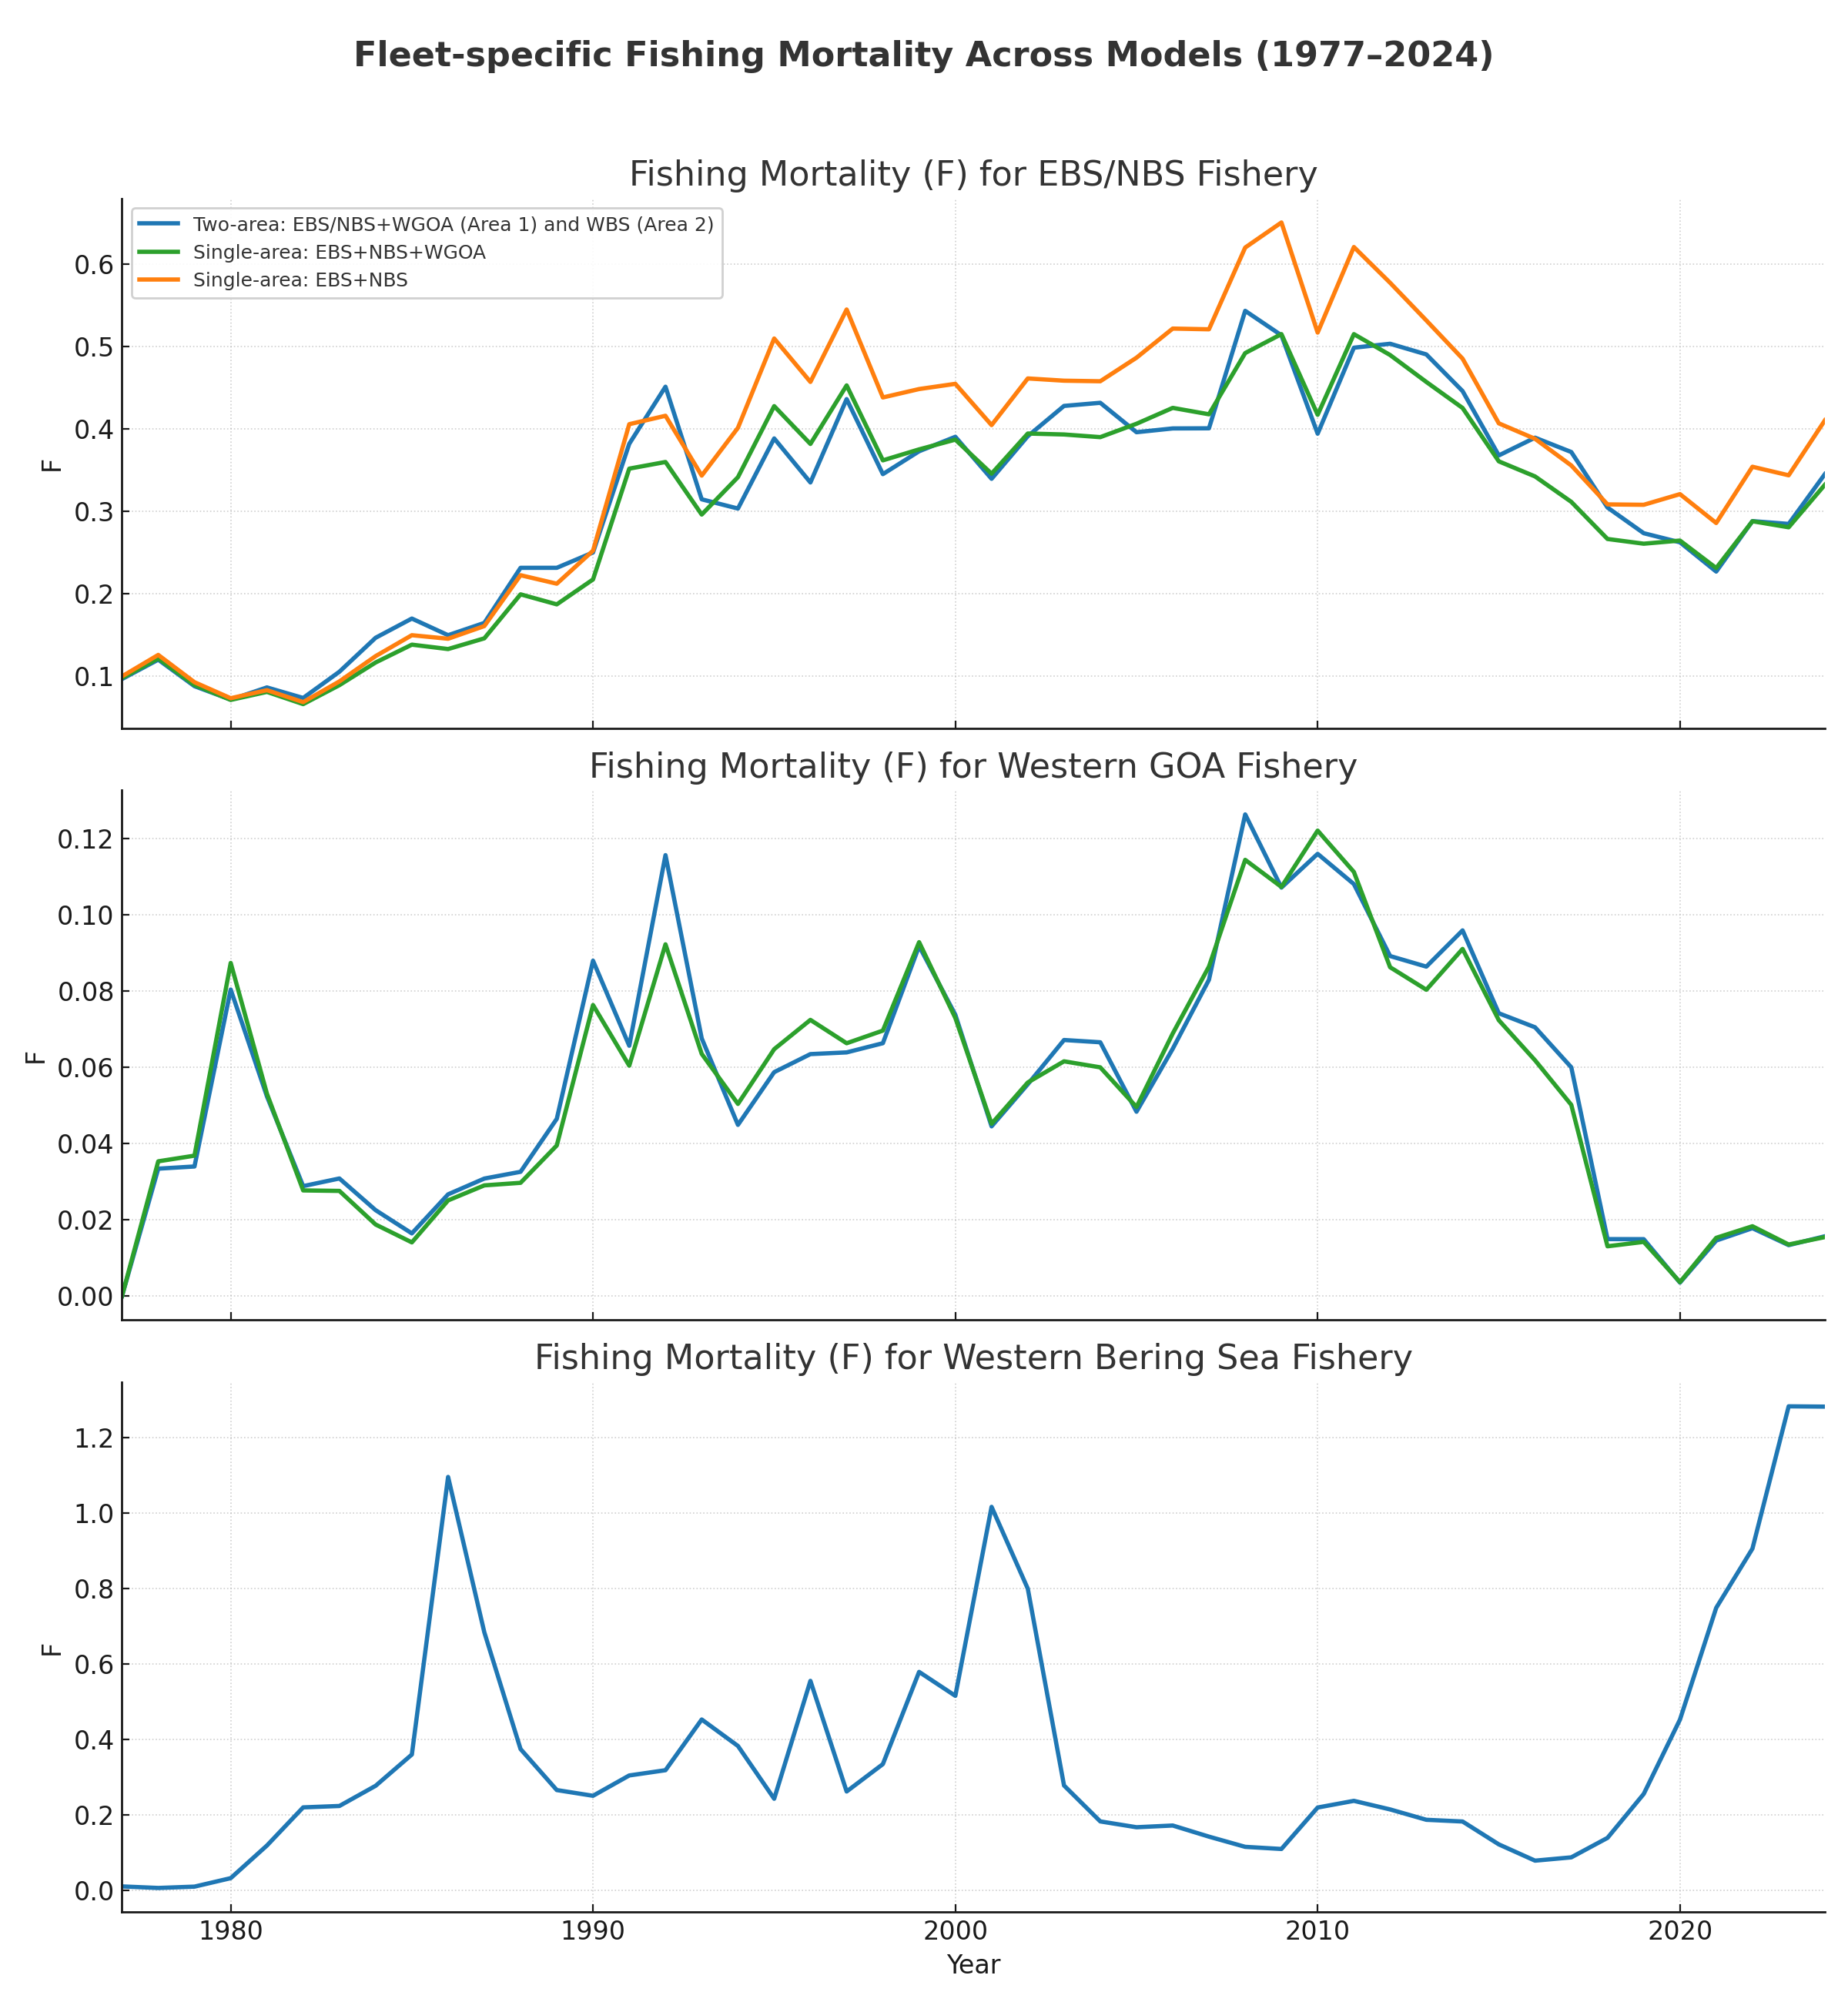 Fleet-specific Fishing Mortality Across Models (1977–2024)
Fishing Mortality (F) for EBS/NBS Fishery
Two-area: EBS/NBS+WGOA (Area 1) and WBS (Area 2)
Single-area: EBS+NBS+WGOA
Single-area: EBS+NBS
0.6
0.5
0.4
0.3
0.2
0.1
F
Fishing Mortality (F) for Western GOA Fishery
0.12
0.10
0.08
0.06
0.04
0.02
0.00
F
Fishing Mortality (F) for Western Bering Sea Fishery
1.2
1.0
0.8
0.6
0.4
0.2
0.0
F
1980 1990 2000 2010 2020
Year